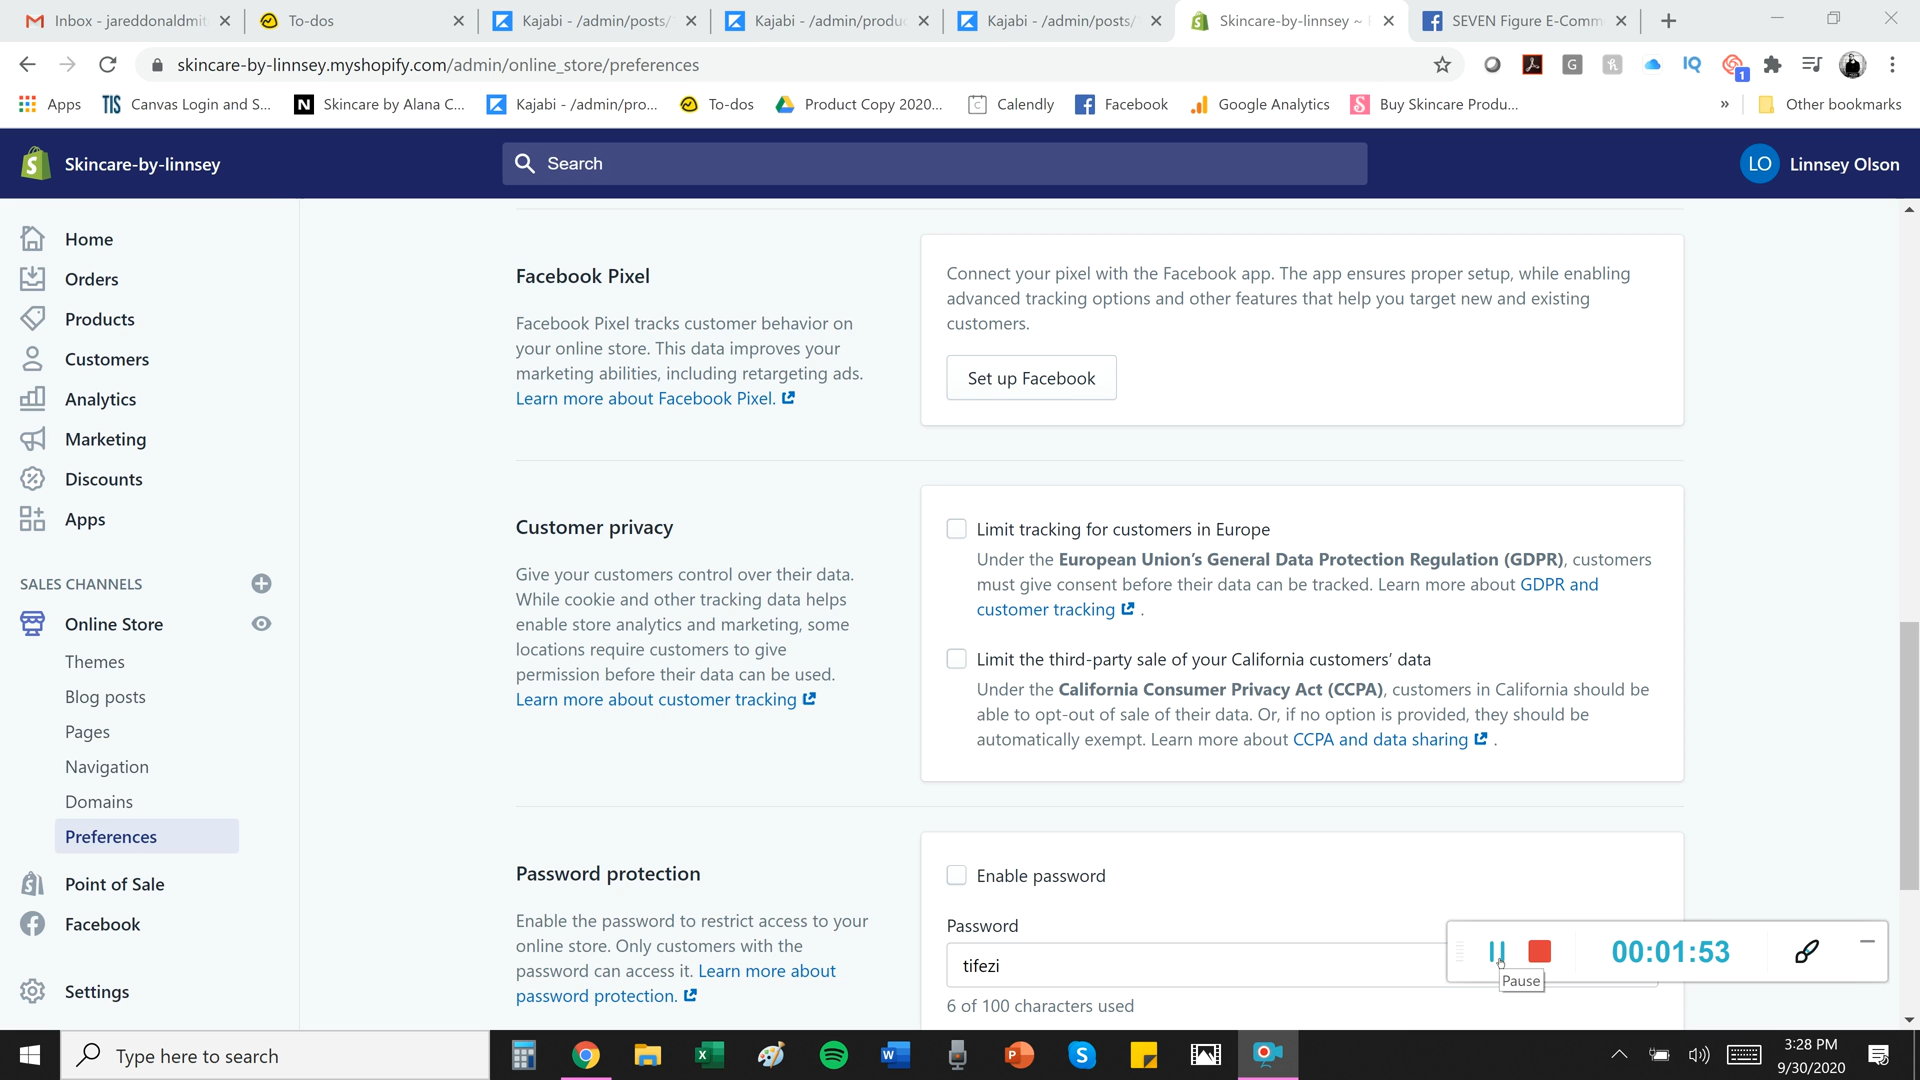 Inbox - jareddonaldmit
To-dos
Kajabi - /admin/posts/
Kajabi - /admin/produ
Kajabi - /admin/posts/
Skincare-by-linnsey ~
SEVEN Figure E-Comm
skincare-by-linnsey.myshopify.com/admin/online_store/preferences
Apps
TIS Canvas Login and S...
N Skincare by Alana C...
Kajabi - /admin/pro...
To-dos
Product Copy 2020...
Calendly
Facebook
Google Analytics
Buy Skincare Produ...
»
Other bookmarks
Skincare-by-linnsey
Search
LO Linnsey Olson
Home
Orders
Products
Customers
Analytics
Marketing
Discounts
Apps
SALES CHANNELS
Online Store
Themes
Blog posts
Pages
Navigation
Domains
Preferences
Point of Sale
Facebook
Settings
Facebook Pixel
Facebook Pixel tracks customer behavior on
your online store. This data improves your
marketing abilities, including retargeting ads.
Learn more about Facebook Pixel.
Connect your pixel with the Facebook app. The app ensures proper setup, while enabling
advanced tracking options and other features that help you target new and existing
customers.
Set up Facebook
Customer privacy
Give your customers control over their data.
While cookie and other tracking data helps
enable store analytics and marketing, some
locations require customers to give
permission before their data can be used.
Learn more about customer tracking
Limit tracking for customers in Europe
Under the European Union's General Data Protection Regulation (GDPR), customers
must give consent before their data can be tracked. Learn more about GDPR and
customer tracking .
Limit the third-party sale of your California customers' data
Under the California Consumer Privacy Act (CCPA), customers in California should be
able to opt-out of sale of their data. Or, if no option is provided, they should be
automatically exempt. Learn more about CCPA and data sharing .
Password protection
Enable the password to restrict access to your
online store. Only customers with the
password can access it. Learn more about
password protection.
Enable password
Password
tifezi
6 of 100 characters used
00:01:53
Pause
Type here to search
3:28 PM
9/30/2020